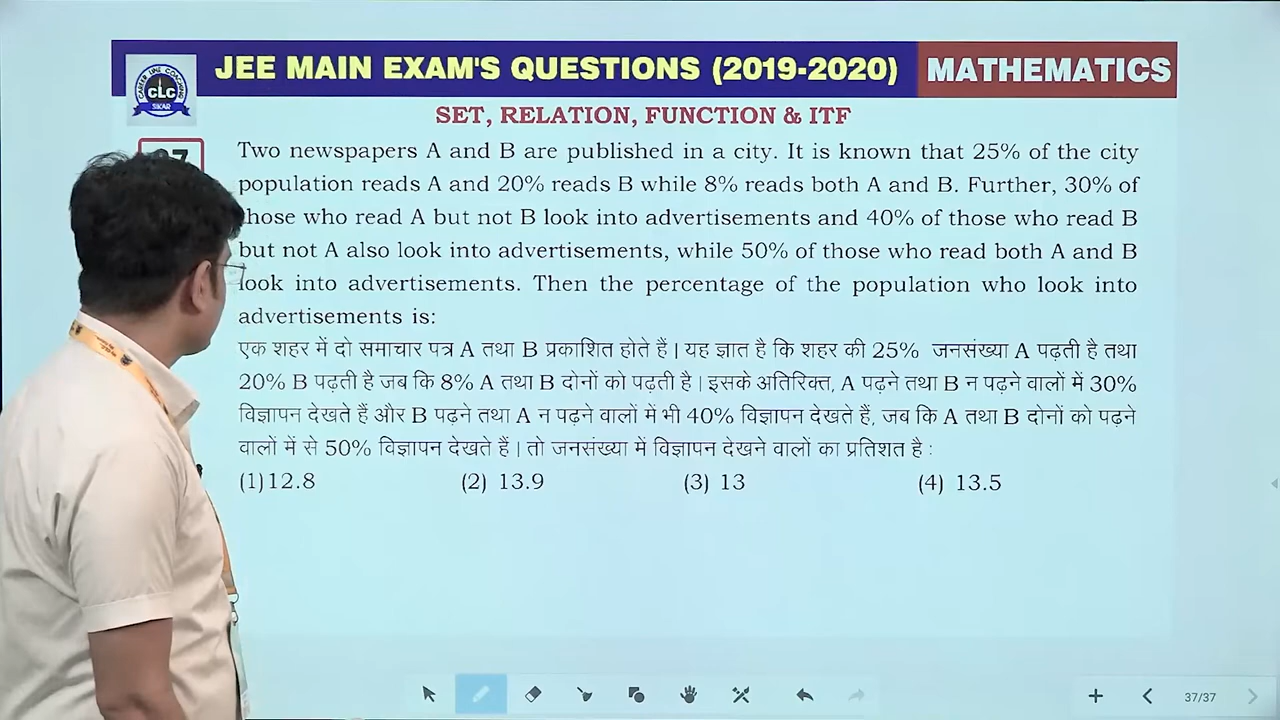 JEE MAIN EXAM'S QUESTIONS (2019-2020) MATHEMATICS
CLC
SIKAR
SET, RELATION, FUNCTION & ITF
Two newspapers A and B are published in a city. It is known that 25% of the city
population reads A and 20% reads B while 8% reads both A and B. Further, 30% of
those who read A but not B look into advertisements and 40% of those who read B
but not A also look into advertisements, while 50% of those who read both A and B
look into advertisements. Then the percentage of the population who look into
advertisements is:
एक शहर में दो समाचार पत्र A तथा B प्रकाशित होते हैं। यह ज्ञात है कि शहर की 25% जनसंख्या A पढ़ती है तथा
20% B पढ़ती है जब कि 8% A तथा B दोनों को पढ़ती है। इसके अतिरिक्त, A पढ़ने तथा B न पढ़ने वालों में 30%
विज्ञापन देखते हैं और B पढ़ने तथा A न पढ़ने वालों में भी 40% विज्ञापन देखते हैं, जब कि A तथा B दोनों को पढ़ने
वालों में से 50% विज्ञापन देखते हैं। तो जनसंख्या में विज्ञापन देखने वालों का प्रतिशत है :
(1)12.8 (2) 13.9 (3) 13 (4) 13.5
37/37